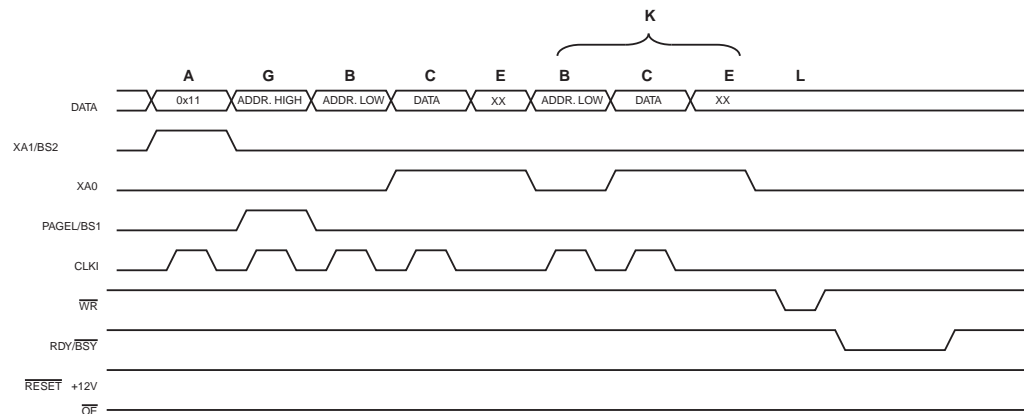 K
A G B C E B C E L
DATA 0x11 ADDR. HIGH ADDR. LOW DATA XX ADDR. LOW DATA XX
XA1/BS2
XA0
PAGEL/BS1
CLKI
WR
RDY/BSY
RESET +12V
OE